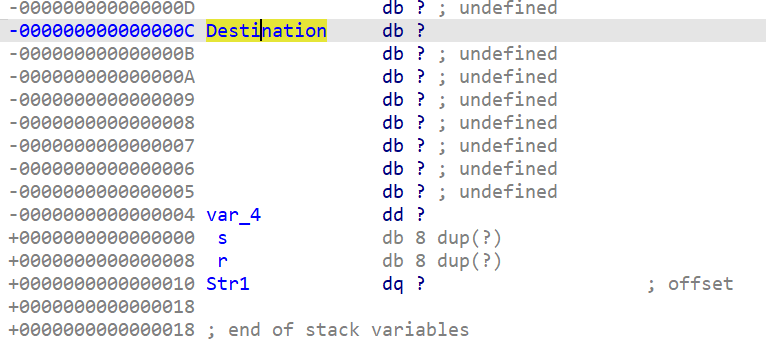 -000000000000000D db ? ; undefined
-000000000000000C Destination db ?
-000000000000000B db ? ; undefined
-000000000000000A db ? ; undefined
-0000000000000009 db ? ; undefined
-0000000000000008 db ? ; undefined
-0000000000000007 db ? ; undefined
-0000000000000006 db ? ; undefined
-0000000000000005 db ? ; undefined
-0000000000000004 var_4 dd ?
+0000000000000000 s db 8 dup(?)
+0000000000000008 r db 8 dup(?)
+0000000000000010 Str1 dq ? ; offset
+0000000000000018
+0000000000000018 ; end of stack variables